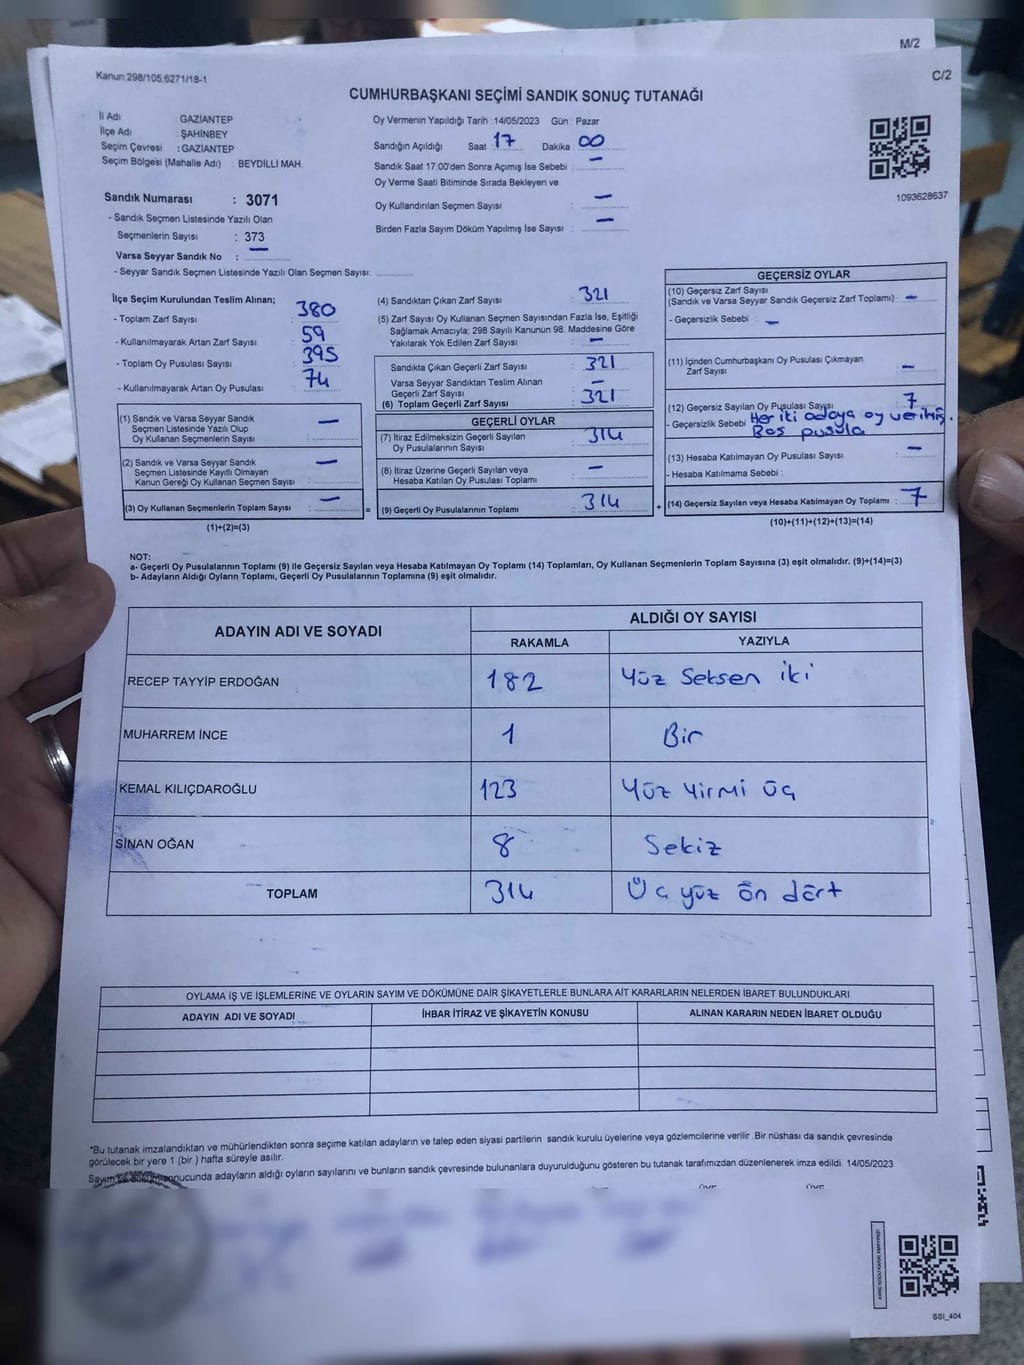 M/2
Kanun:298/105,6271/18-1
C/2
CUMHURBAŞKANI SEÇİMİ SANDIK SONUÇ TUTANAĞI
İl Adı GAZİANTEP
İlçe Adı : ŞAHİNBEY
Seçim Çevresi : GAZİANTEP
Seçim Bölgesi (Mahalle Adı) : BEYDİLLİ MAH.
Oy Vermenin Yapıldığı Tarih :14/05/2023 Gün : Pazar
Sandığın Açıldığı Saat : 17 Dakika : 00
Sandık Saat 17:00'den Sonra Açımış İse Sebebi : –
Oy Verme Saati Bitiminde Sırada Bekleyen ve
Oy Kullandırılan Seçmen Sayısı : –
Birden Fazla Sayım Döküm Yapılmış İse Sayısı : –
1093628637
Sandık Numarası : 3071
- Sandık Seçmen Listesinde Yazılı Olan
Seçmenlerin Sayısı : 373
Varsa Seyyar Sandık No : –
- Seyyar Sandık Seçmen Listesinde Yazılı Olan Seçmen Sayısı:
İlçe Seçim Kurulundan Teslim Alınan;
- Toplam Zarf Sayısı : 380
- Kullanılmayarak Artan Zarf Sayısı : 59
- Toplam Oy Pusulası Sayısı : 395
- Kullanılmayarak Artan Oy Pusulası : 74
(1) Sandık ve Varsa Seyyar Sandık
Seçmen Listesinde Yazılı Olup
Oy Kullanan Seçmenlerin Sayısı : –
(2) Sandık ve Varsa Seyyar Sandık
Seçmen Listesinde Kayıtlı Olmayan
Kanun Gereği Oy Kullanan Seçmen Sayısı : –
(3) Oy Kullanan Seçmenlerin Toplam Sayısı : –
(1)+(2)=(3)
(4) Sandıktan Çıkan Zarf Sayısı : 321
(5) Zarf Sayısı Oy Kullanan Seçmen Sayısından Fazla İse, Eşitliği
Sağlamak Amacıyla; 298 Sayılı Kanunun 98. Maddesine Göre
Yakılarak Yok Edilen Zarf Sayısı : –
Sandıkta Çıkan Geçerli Zarf Sayısı : 321
Varsa Seyyar Sandıktan Teslim Alınan
Geçerli Zarf Sayısı : –
(6) Toplam Geçerli Zarf Sayısı : 321
GEÇERLİ OYLAR
(7) İtiraz Edilmeksizin Geçerli Sayılan
Oy Pusulalarının Sayısı : 314
(8) İtiraz Üzerine Geçerli Sayılan veya
Hesaba Katılan Oy Pusulası Toplamı : –
= (9) Geçerli Oy Pusulalarının Toplamı : 314 +
GEÇERSİZ OYLAR
(10) Geçersiz Zarf Sayısı
(Sandık ve Varsa Seyyar Sandık Geçersiz Zarf Toplamı) : –
- Geçersizlik Sebebi : –
(11) İçinden Cumhurbaşkanı Oy Pusulası Çıkmayan
Zarf Sayısı : –
(12) Geçersiz Sayılan Oy Pusulası Sayısı : 7
- Geçersizlik Sebebi Her iki adaya oy verilmiş.
Boş pusula
(13) Hesaba Katılmayan Oy Pusulası Sayısı : –
- Hesaba Katılmama Sebebi :
(14) Geçersiz Sayılan veya Hesaba Katılmayan Oy Toplamı : 7
(10)+(11)+(12)+(13)=(14)
NOT:
a- Geçerli Oy Pusulalarının Toplamı (9) ile Geçersiz Sayılan veya Hesaba Katılmayan Oy Toplamı (14) Toplamları, Oy Kullanan Seçmenlerin Toplam Sayısına (3) eşit olmalıdır. (9)+(14)=(3)
b- Adayların Aldığı Oyların Toplamı, Geçerli Oy Pusulalarının Toplamına (9) eşit olmalıdır.
ADAYIN ADI VE SOYADI ALDIĞI OY SAYISI
RAKAMLA YAZIYLA
RECEP TAYYİP ERDOĞAN 182 Yüz Seksen iki
MUHARREM İNCE 1 Bir
KEMAL KILIÇDAROĞLU 123 Yüz Yirmi Üç
SİNAN OĞAN 8 Sekiz
TOPLAM 314 Üç yüz ön dört
OYLAMA İŞ VE İŞLEMLERİNE VE OYLARIN SAYIM VE DÖKÜMÜNE DAİR ŞİKAYETLERLE BUNLARA AİT KARARLARIN NELERDEN İBARET BULUNDUKLARI
ADAYIN ADI VE SOYADI İHBAR İTİRAZ VE ŞİKAYETİN KONUSU ALINAN KARARIN NEDEN İBARET OLDUĞU
*Bu tutanak imzalandıktan ve mühürlendikten sonra seçime katılan adayların ve talep eden siyasi partilerin sandık kurulu üyelerine veya gözlemcilerine verilir .Bir nüshası da sandık çevresinde
görülecek bir yere 1 (bir ) hafta süreyle asılır.
Sayım ve döküm sonucunda adayların aldığı oyların sayılarını ve bunların sandık çevresinde bulunanlara duyurulduğunu gösteren bu tutanak tarafımızdan düzenlenerek imza edildi. 14/05/2023
SSI_404